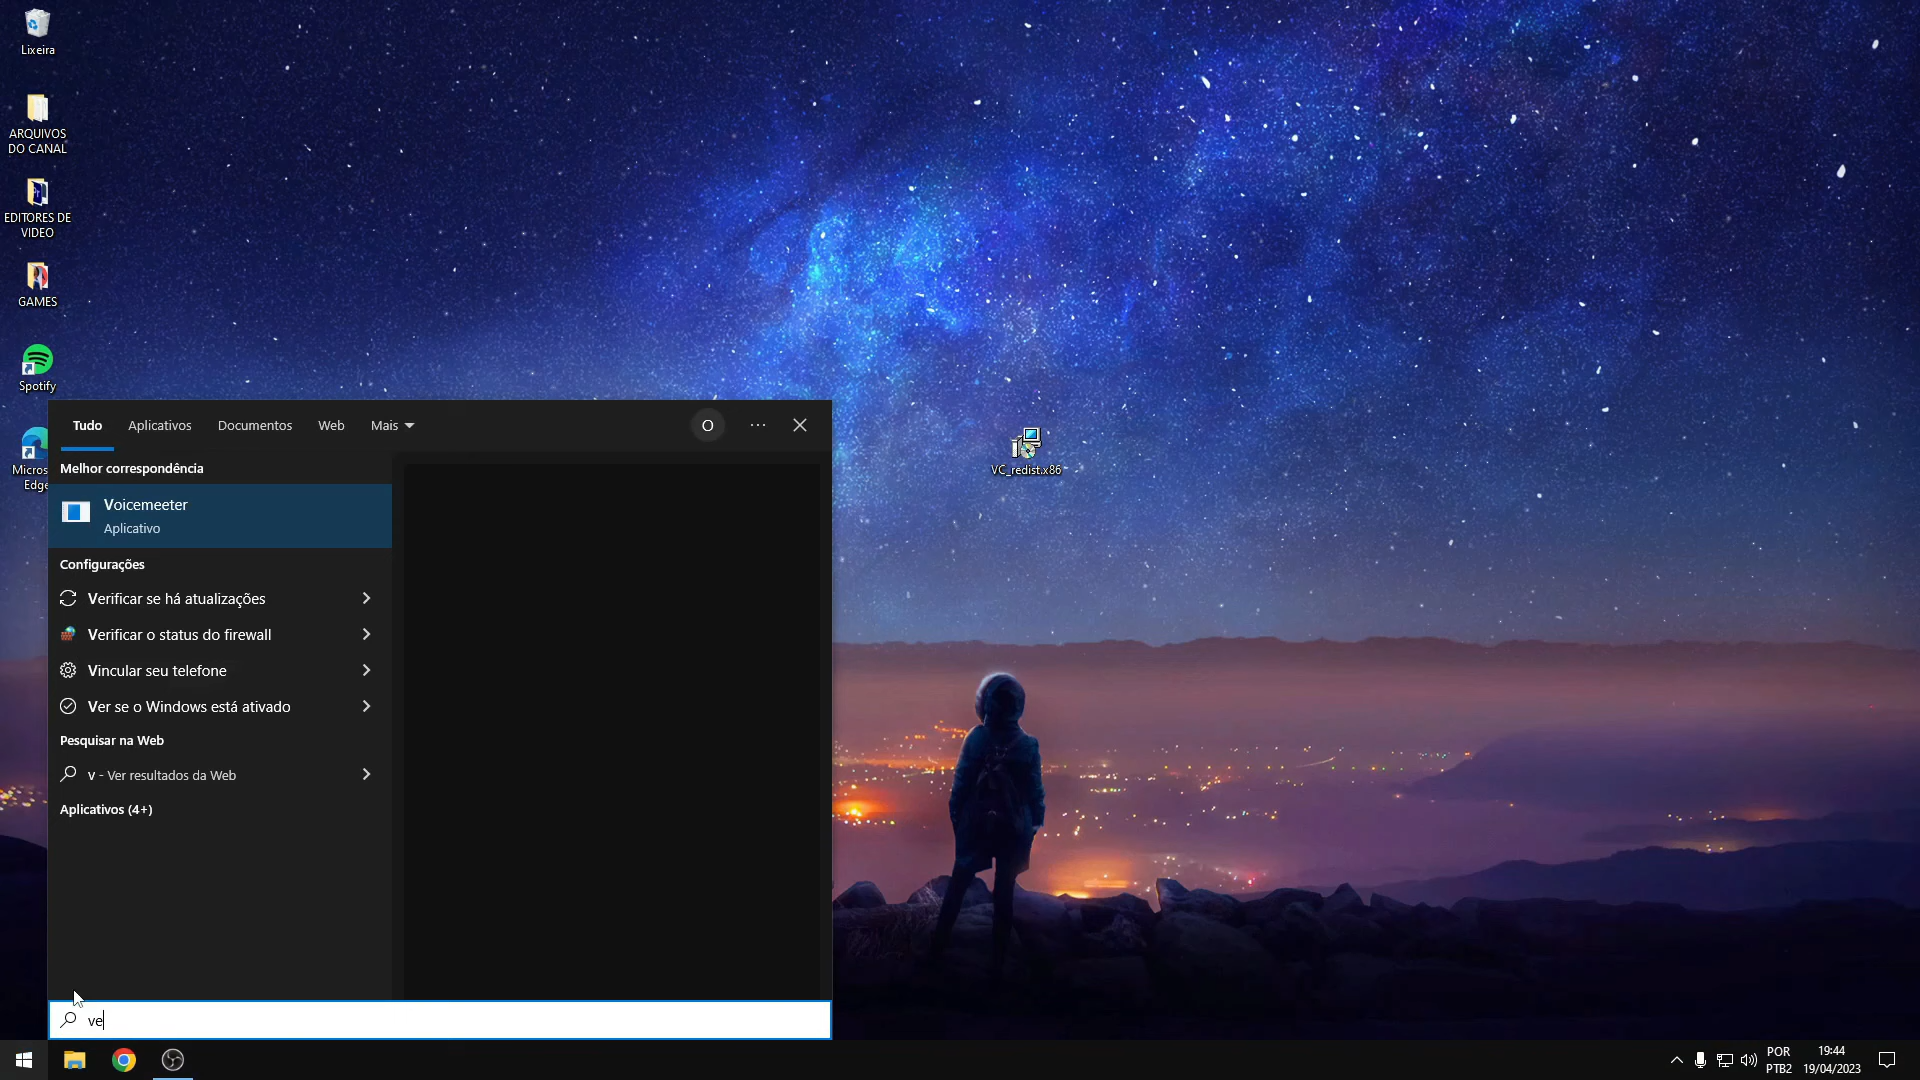 Lixeira
ARQUIVOS
DO CANAL
EDITORES DE
VIDEO
GAMES
Spotify
Micros
Edge
VC_redist.x86
Tudo
Aplicativos
Documentos
Web
Mais
O
Melhor correspondência
Voicemeeter
Aplicativo
Configurações
Verificar se há atualizações
Verificar o status do firewall
Vincular seu telefone
Ver se o Windows está ativado
Pesquisar na Web
v - Ver resultados da Web
Aplicativos (4+)
ve
POR
PTB2
19:44
19/04/2023